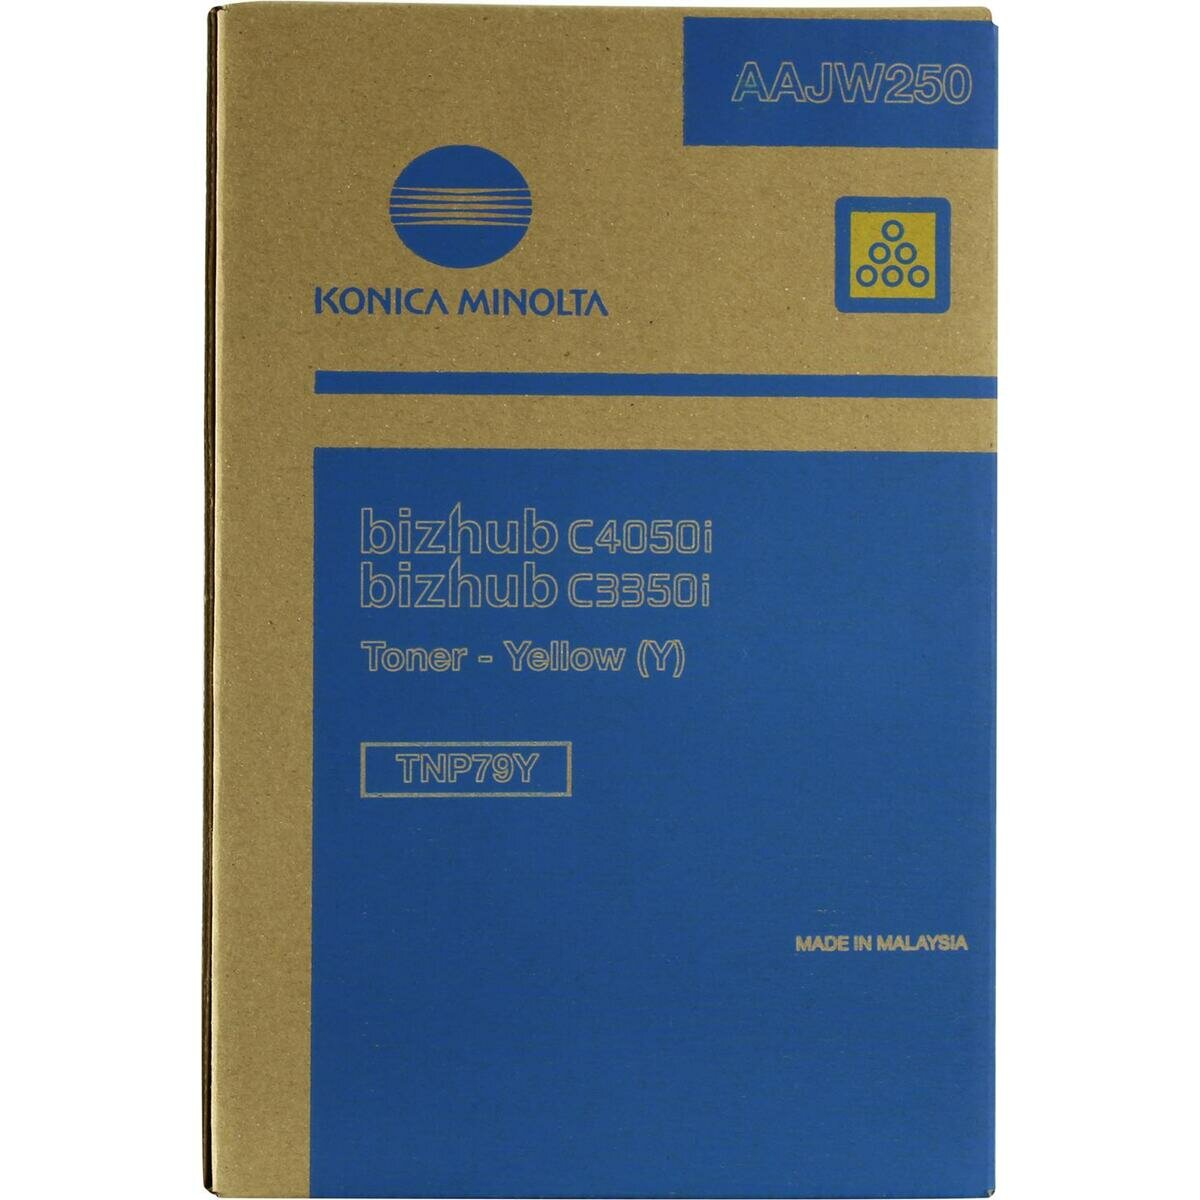 AAJW250
KONICA MINOLTA
bizhub C4050i
bizhub C3350i
Toner - Yellow (Y)
TNP79Y
MADE IN MALAYSIA